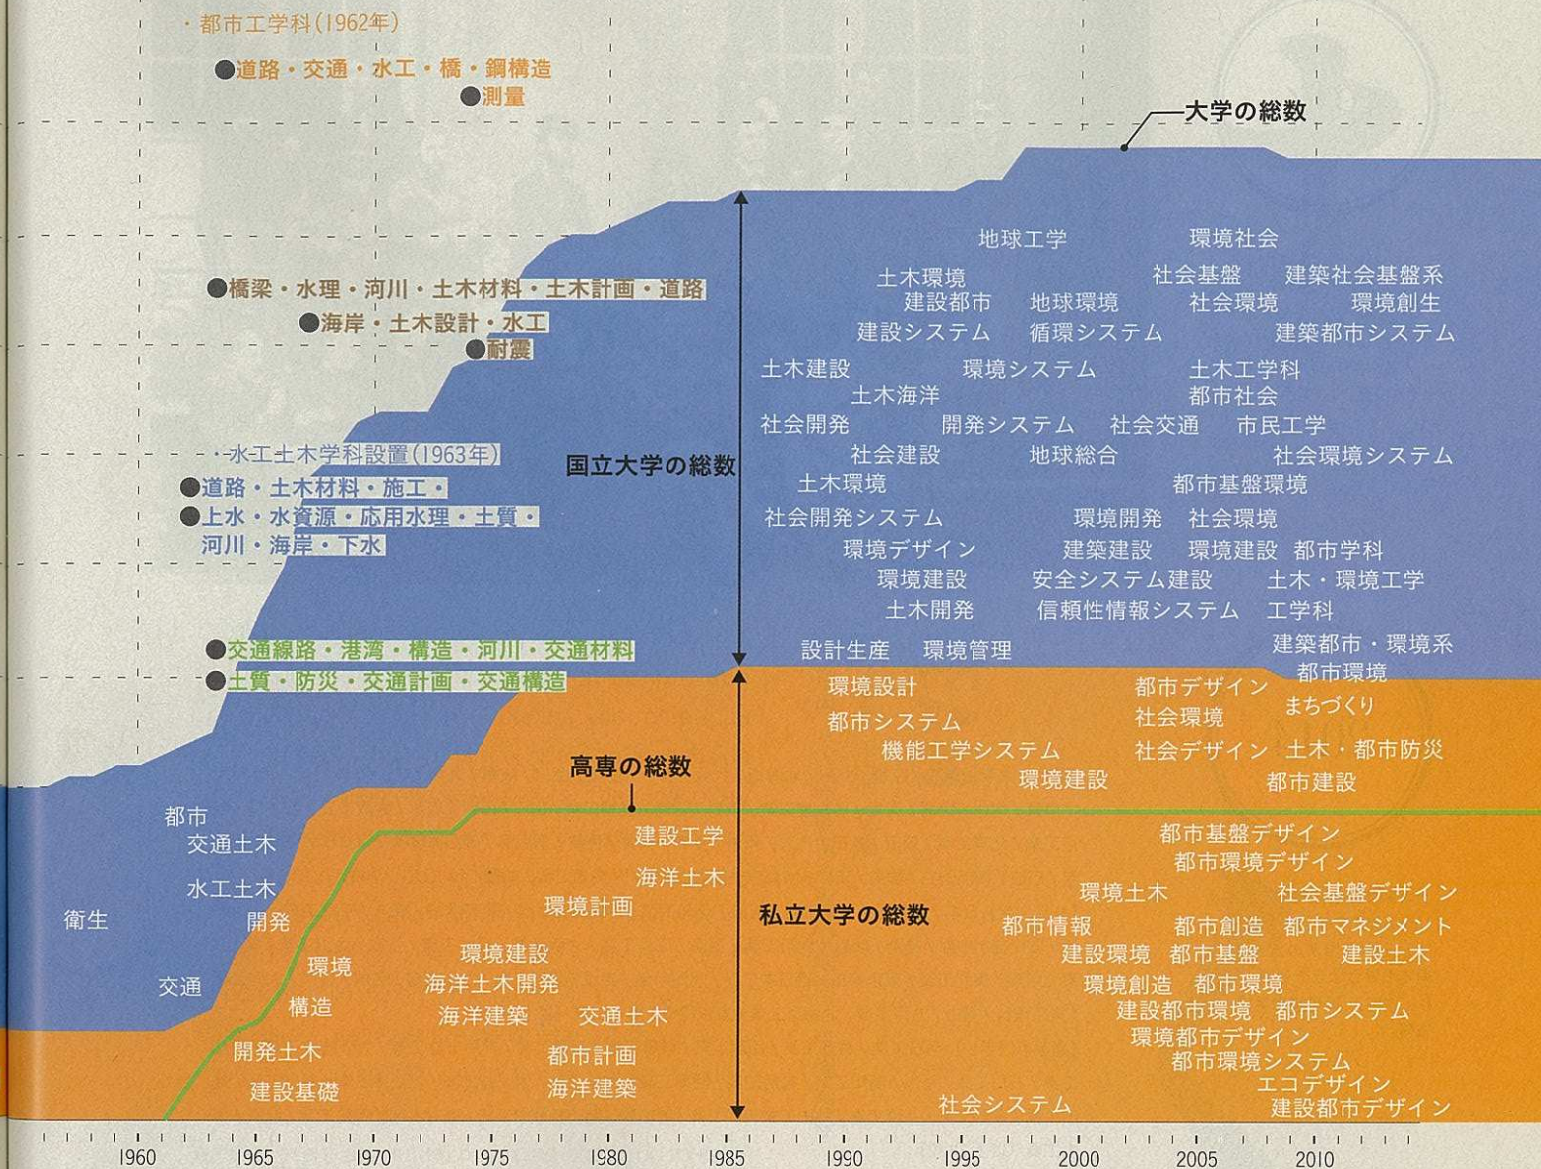 ・都市工学科(1962年)
●道路・交通・水工・橋・鋼構造
●測量
大学の総数
地球工学 環境社会
土木環境 社会基盤 建築社会基盤系
建設都市 地球環境 社会環境 環境創生
●橋梁・水理・河川・土木材料・土木計画・道路
●海岸・土木設計・水工
建設システム 循環システム 建築都市システム
●耐震
土木建設 環境システム 土木工学科
土木海洋 都市社会
社会開発 開発システム 社会交通 市民工学
・水工土木学科設置(1963年)
国立大学の総数
社会建設 地球総合 社会環境システム
●道路・土木材料・施工・
土木環境 都市基盤環境
●上水・水資源・応用水理・土質・
河川・海岸・下水
社会開発システム 環境開発 社会環境
環境デザイン 建築建設 環境建設 都市学科
環境建設 安全システム建設 土木・環境工学
土木開発 信頼性情報システム 工学科
●交通線路・港湾・構造・河川・交通材料
設計生産 環境管理 建築都市・環境系
都市環境
●土質・防災・交通計画・交通構造
環境設計 都市デザイン
まちづくり
都市システム 社会環境
機能工学システム 社会デザイン 土木・都市防災
高専の総数
環境建設 都市建設
都市
交通土木
建設工学 都市基盤デザイン
都市環境デザイン
水工土木
海洋土木 環境土木 社会基盤デザイン
衛生 開発
環境計画
私立大学の総数
都市情報 都市創造 都市マネジメント
環境
環境建設
建設環境 都市基盤 建設土木
交通
海洋土木開発
環境創造 都市環境
構造
海洋建築 交通土木
建設都市環境 都市システム
環境都市デザイン
開発土木
都市計画
都市環境システム
建設基礎
海洋建築
エコデザイン
社会システム
建設都市デザイン
1960 1965 1970 1975 1980 1985 1990 1995 2000 2005 2010